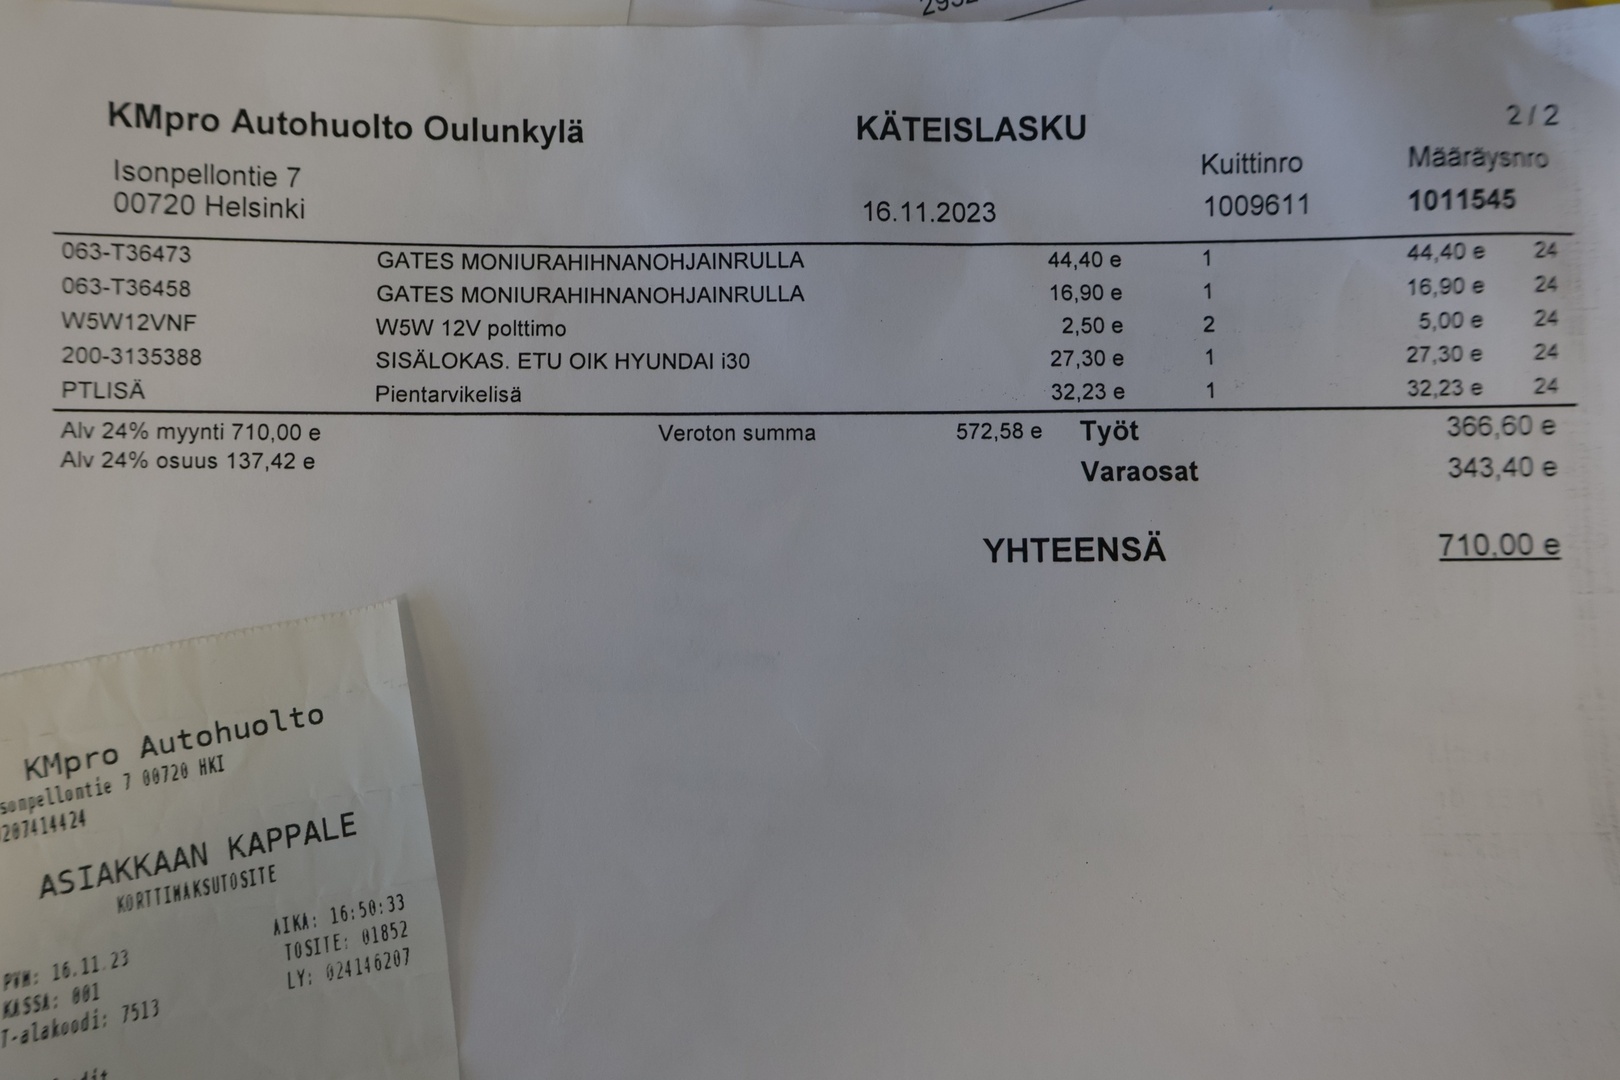 KMpro Autohuolto Oulunkylä KÄTEISLASKU 2 / 2
Isonpellontie 7 Kuittinro Määräysnro
00720 Helsinki 16.11.2023 1009611 1011545
063-T36473 GATES MONIURAHIHNANOHJAINRULLA 44,40 e 1 44,40 e 24
063-T36458 GATES MONIURAHIHNANOHJAINRULLA 16,90 e 1 16,90 e 24
W5W12VNF W5W 12V polttimo 2,50 e 2 5,00 e 24
200-3135388 SISÄLOKAS. ETU OIK HYUNDAI i30 27,30 e 1 27,30 e 24
PTLISÄ Pientarvikelisä 32,23 e 1 32,23 e 24
Alv 24% myynti 710,00 e Veroton summa 572,58 e Työt 366,60 e
Alv 24% osuus 137,42 e Varaosat 343,40 e
YHTEENSÄ 710,00 e
KMpro Autohuolto
sonpellontie 7 00720 HKI
207414424
ASIAKKAAN KAPPALE
KORTTIMAKSUTOSITE
PVM: 16.11.23 AIKA: 16:50:33
KASSA: 001 TOSITE: 01852
T-alakoodi: 7513 LY: 024146207